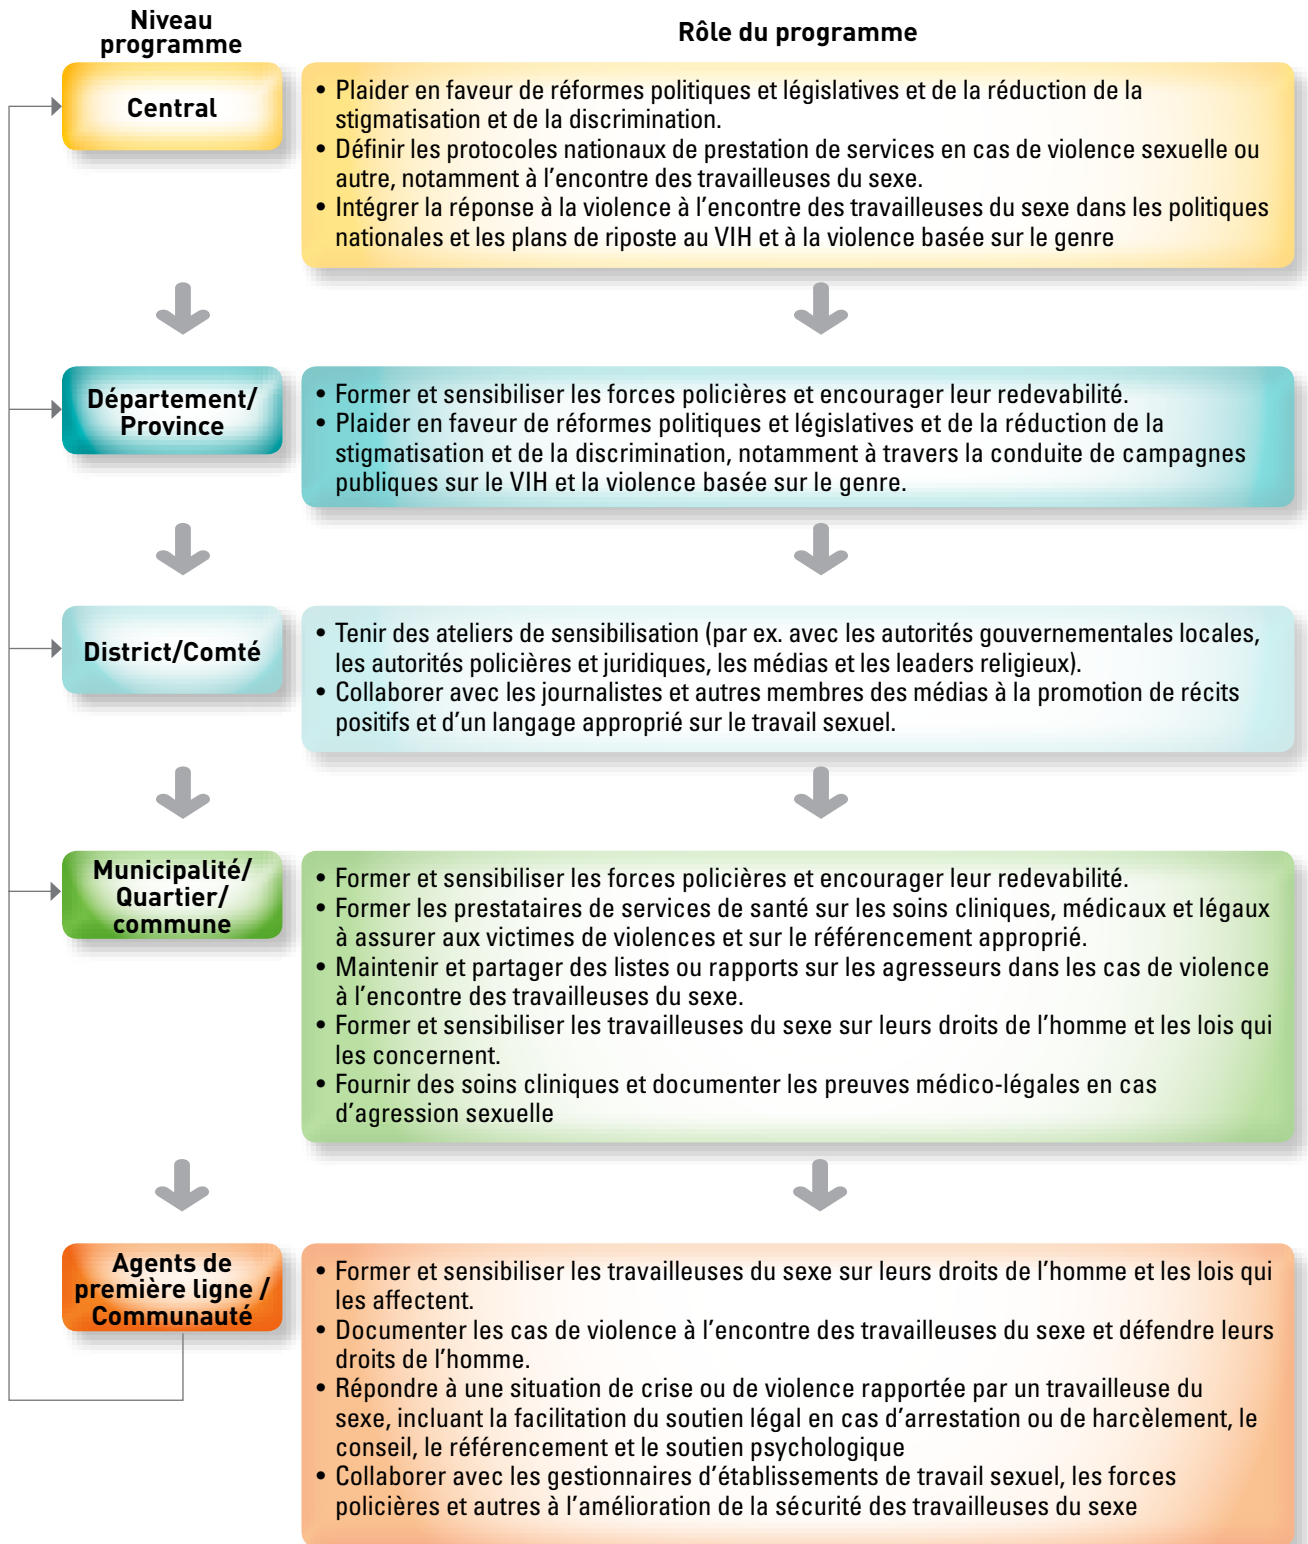 Niveau
programme
Rôle du programme
Central
• Plaider en faveur de réformes politiques et législatives et de la réduction de la
stigmatisation et de la discrimination.
• Définir les protocoles nationaux de prestation de services en cas de violence sexuelle ou
autre, notamment à l’encontre des travailleuses du sexe.
• Intégrer la réponse à la violence à l’encontre des travailleuses du sexe dans les politiques
nationales et les plans de riposte au VIH et à la violence basée sur le genre
Département/
Province
• Former et sensibiliser les forces policières et encourager leur redevabilité.
• Plaider en faveur de réformes politiques et législatives et de la réduction de la
stigmatisation et de la discrimination, notamment à travers la conduite de campagnes
publiques sur le VIH et la violence basée sur le genre.
District/Comté
• Tenir des ateliers de sensibilisation (par ex. avec les autorités gouvernementales locales,
les autorités policières et juridiques, les médias et les leaders religieux).
• Collaborer avec les journalistes et autres membres des médias à la promotion de récits
positifs et d’un langage approprié sur le travail sexuel.
Municipalité/
Quartier/
commune
• Former et sensibiliser les forces policières et encourager leur redevabilité.
• Former les prestataires de services de santé sur les soins cliniques, médicaux et légaux
à assurer aux victimes de violences et sur le référencement approprié.
• Maintenir et partager des listes ou rapports sur les agresseurs dans les cas de violence
à l’encontre des travailleuses du sexe.
• Former et sensibiliser les travailleuses du sexe sur leurs droits de l’homme et les lois qui
les concernent.
• Fournir des soins cliniques et documenter les preuves médico-légales en cas
d’agression sexuelle
Agents de
première ligne /
Communauté
• Former et sensibiliser les travailleuses du sexe sur leurs droits de l’homme et les lois qui
les affectent.
• Documenter les cas de violence à l’encontre des travailleuses du sexe et défendre leurs
droits de l’homme.
• Répondre à une situation de crise ou de violence rapportée par un travailleuse du
sexe, incluant la facilitation du soutien légal en cas d’arrestation ou de harcèlement, le
conseil, le référencement et le soutien psychologique
• Collaborer avec les gestionnaires d’établissements de travail sexuel, les forces
policières et autres à l’amélioration de la sécurité des travailleuses du sexe